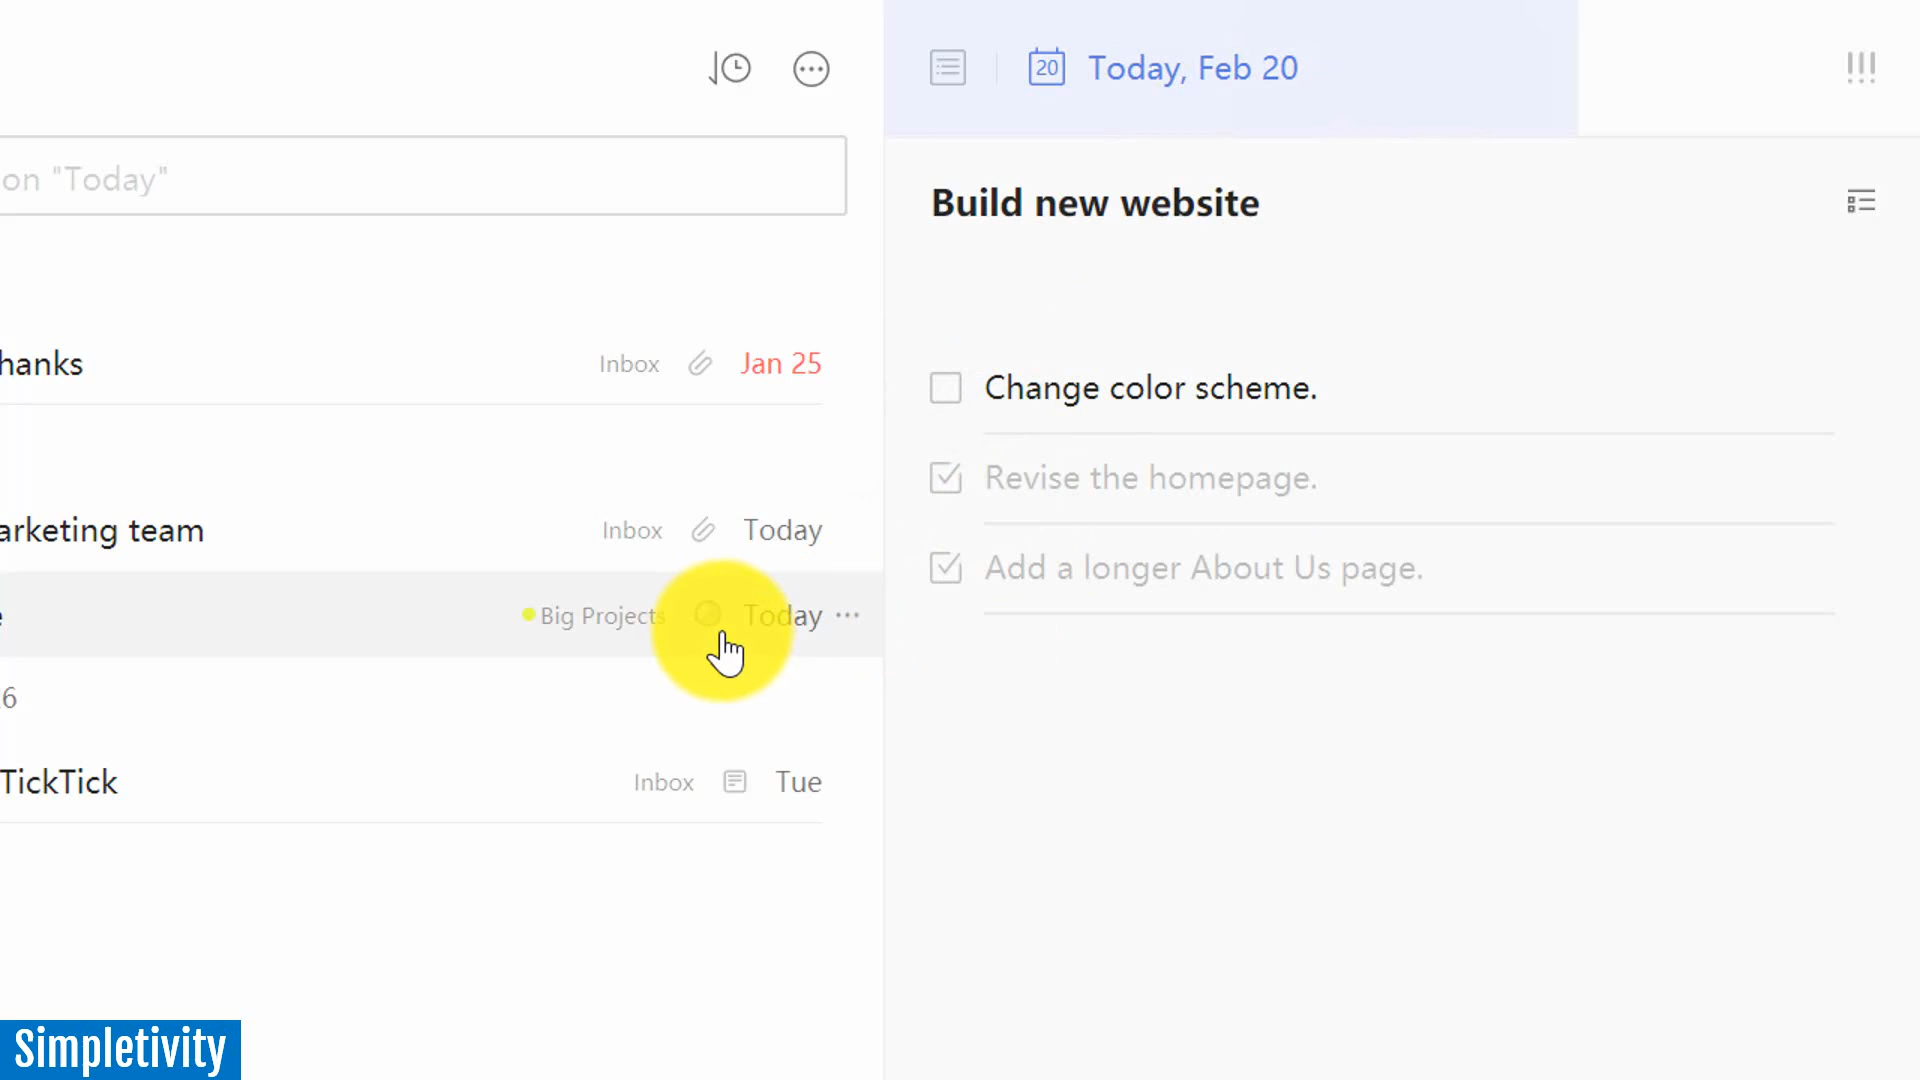 20 Today, Feb 20
on "Today"
Build new website
hanks Inbox Jan 25
Change color scheme.
Revise the homepage.
arketing team Inbox Today
Add a longer About Us page.
e Big Projects Today
6
TickTick Inbox Tue
Simpletivity